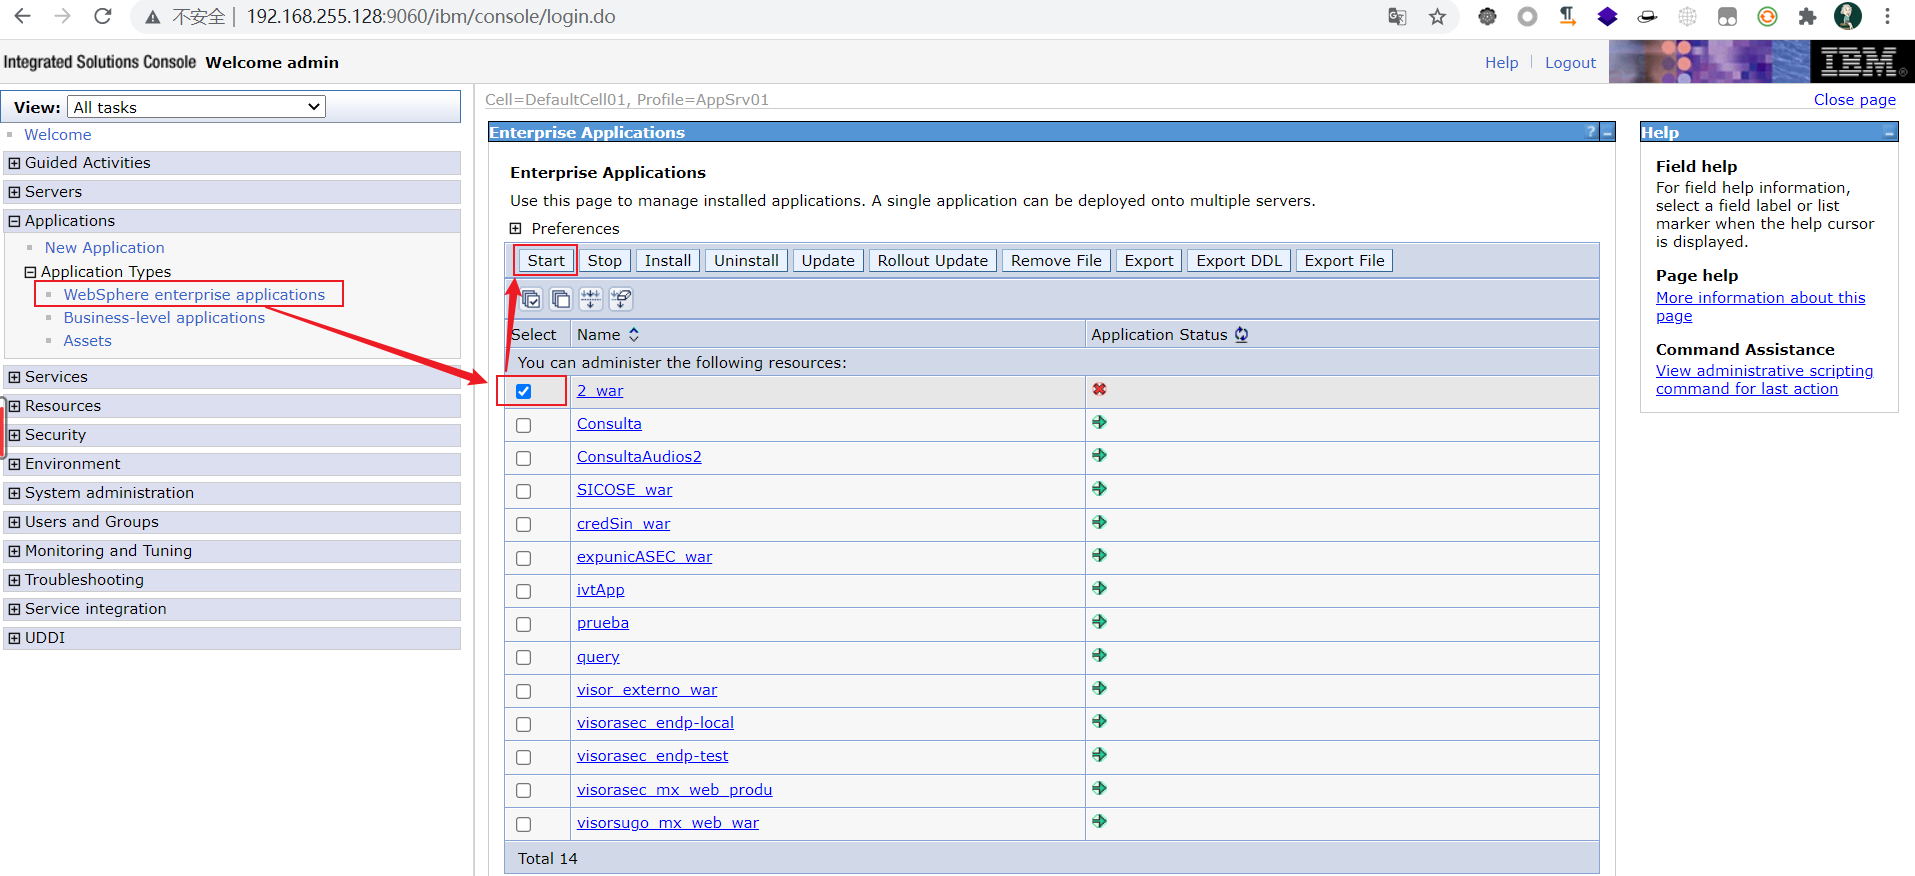 不安全 192.168.255.128:9060/ibm/console/login.do
Integrated Solutions Console Welcome admin
Help Logout
IBM®
View: All tasks
Welcome
Guided Activities
Servers
Applications
New Application
Application Types
WebSphere enterprise applications
Business-level applications
Assets
Services
Resources
Security
Environment
System administration
Users and Groups
Monitoring and Tuning
Troubleshooting
Service integration
UDDI
Cell=DefaultCell01, Profile=AppSrv01
Close page
Enterprise Applications ? –
Enterprise Applications
Use this page to manage installed applications. A single application can be deployed onto multiple servers.
Preferences
Start Stop Install Uninstall Update Rollout Update Remove File Export Export DDL Export File
Select Name Application Status
You can administer the following resources:
2_war
Consulta
ConsultaAudios2
SICOSE_war
credSin_war
expunicASEC_war
ivtApp
prueba
query
visor_externo_war
visorasec_endp-local
visorasec_endp-test
visorasec_mx_web_produ
visorsugo_mx_web_war
Total 14
Help
Field help
For field help information,
select a field label or list
marker when the help cursor
is displayed.
Page help
More information about this
page
Command Assistance
View administrative scripting
command for last action